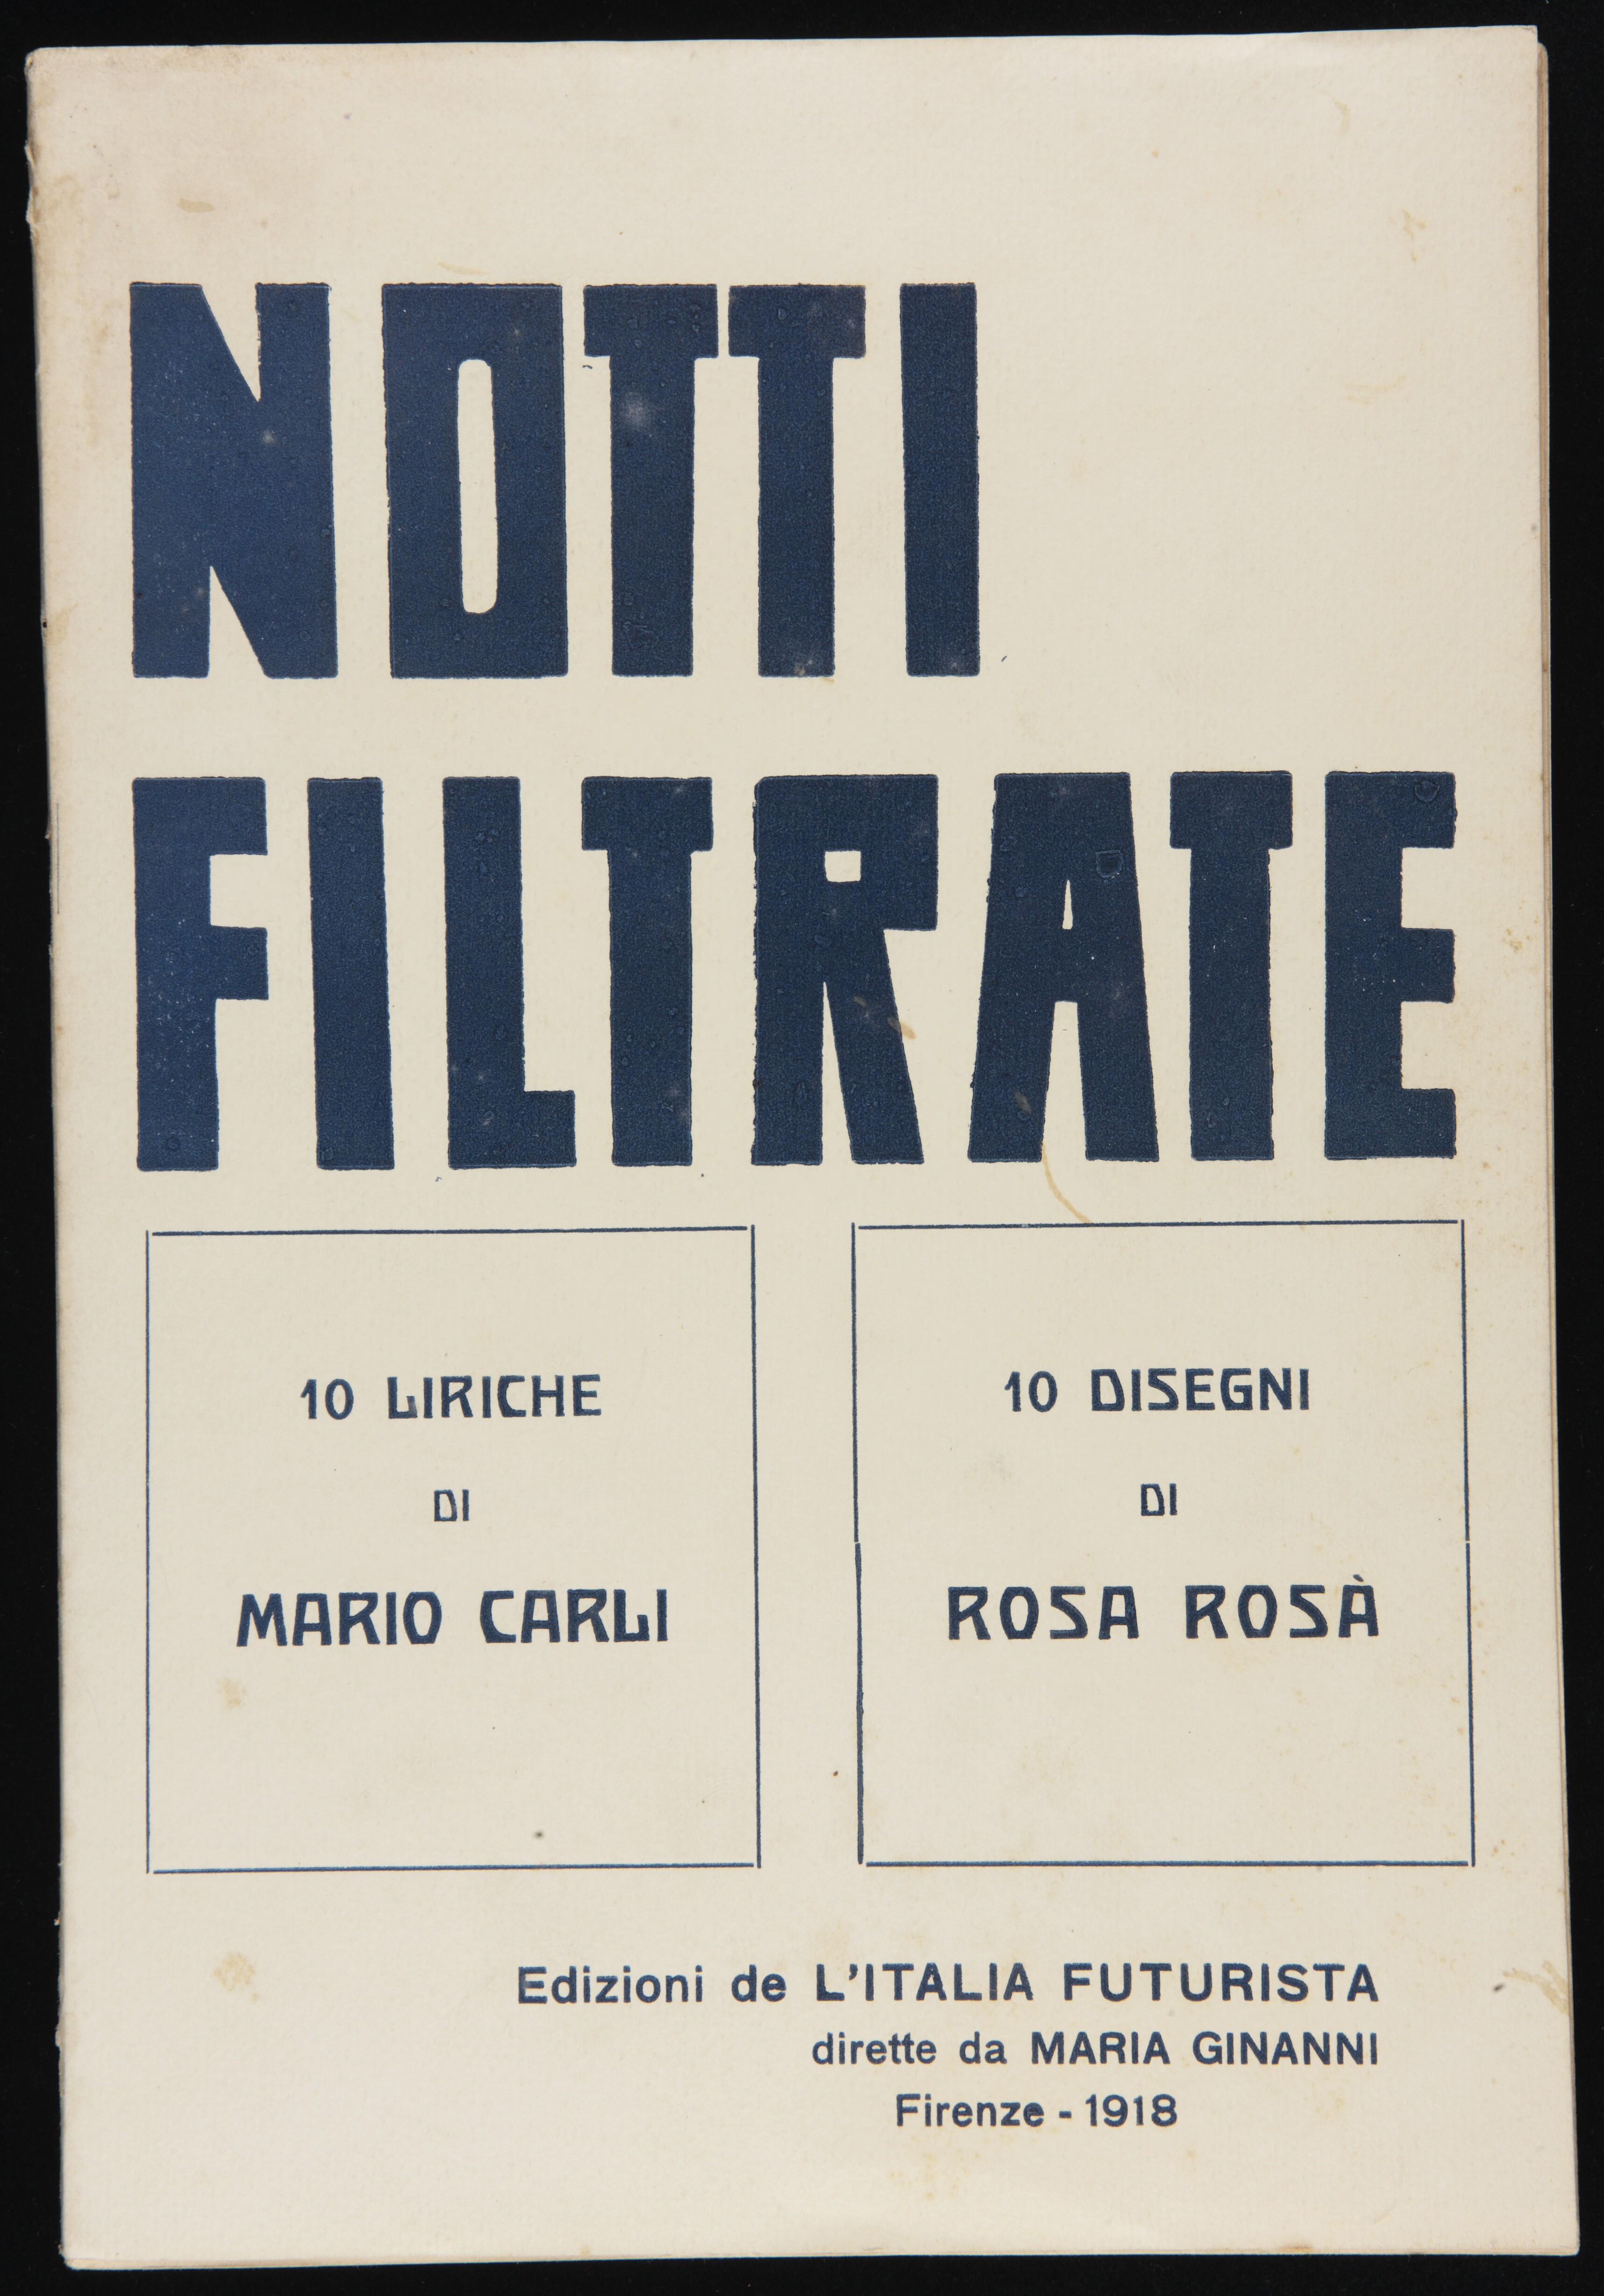 NOTTI
FILTRATE
10 LIRICHE
DI
MARIO CARLI
10 DISEGNI
DI
ROSA ROSÀ
Edizioni de L'ITALIA FUTURISTA
dirette da MARIA GINANNI
Firenze - 1918